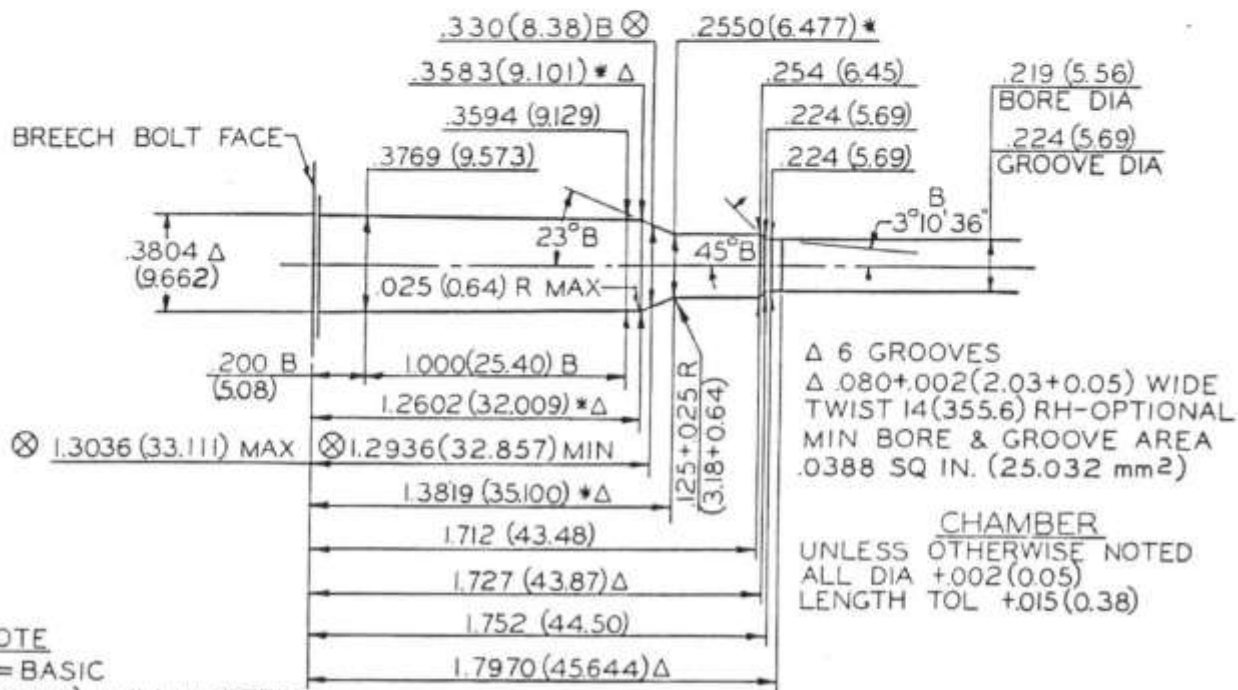 .330(8.38)B ⊗
.2550(6.477)*
.3583(9.101)* Δ
.254 (6.45)
.219 (5.56)
BORE DIA
.3594 (9.129)
.224 (5.69)
BREECH BOLT FACE
.3769 (9.573)
.224 (5.69)
.224 (5.69)
GROOVE DIA
B
3°10'36"
23°B
45°B
.3804 Δ
(9.662)
.025 (0.64) R MAX
.200 B
(5.08)
1.000(25.40) B
.125+0.25 R
(3.18+0.64)
1.2602(32.009)*Δ
⊗ 1.3036(33.111) MAX
⊗1.2936(32.857) MIN
1.3819(35.100)*Δ
1.712 (43.48)
1.727 (43.87)Δ
1.752 (44.50)
1.7970(45.644)Δ
Δ 6 GROOVES
Δ .080+.002(2.03+0.05) WIDE
TWIST 14(355.6) RH-OPTIONAL
MIN BORE & GROOVE AREA
.0388 SQ IN. (25.032 mm2)
CHAMBER
UNLESS OTHERWISE NOTED
ALL DIA +.002(0.05)
LENGTH TOL +.015(0.38)
OTE
= BASIC